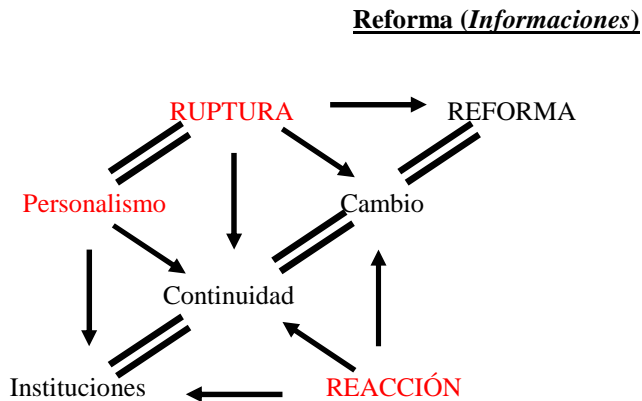 Reforma (Informaciones)
RUPTURA REFORMA
Personalismo Cambio
Continuidad
Instituciones REACCIÓN